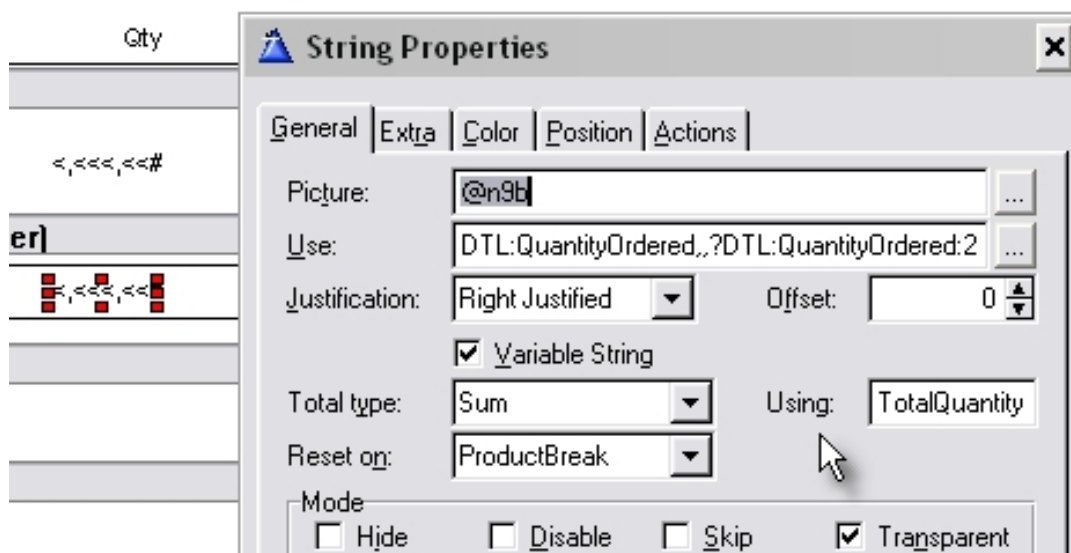 Qty
String Properties
General Extra Color Position Actions
<,<<<,<<#
Picture: @n9b ...
er)
Use: DTL:QuantityOrdered,,?DTL:QuantityOrdered:2 ...
<,<<<,<<
Justification: Right Justified Offset: 0
Variable String
Total type: Sum Using: TotalQuantity
Reset on: ProductBreak
Mode
Hide Disable Skip Transparent